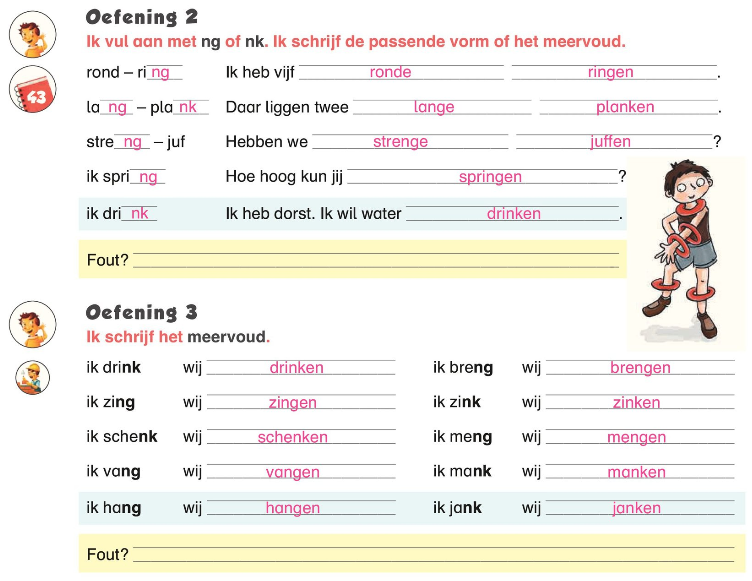 Oefening 2
Ik vul aan met ng of nk. Ik schrijf de passende vorm of het meervoud.
43
rond – ring Ik heb vijf ronde ringen.
lang – plank Daar liggen twee lange planken.
streng – juf Hebben we strenge juffen?
ik spring Hoe hoog kun jij springen?
ik drink Ik heb dorst. Ik wil water drinken.
Fout?
Oefening 3
Ik schrijf het meervoud.
ik drink wij drinken ik breng wij brengen
ik zing wij zingen ik zink wij zinken
ik schenk wij schenken ik meng wij mengen
ik vang wij vangen ik mank wij manken
ik hang wij hangen ik jank wij janken
Fout?